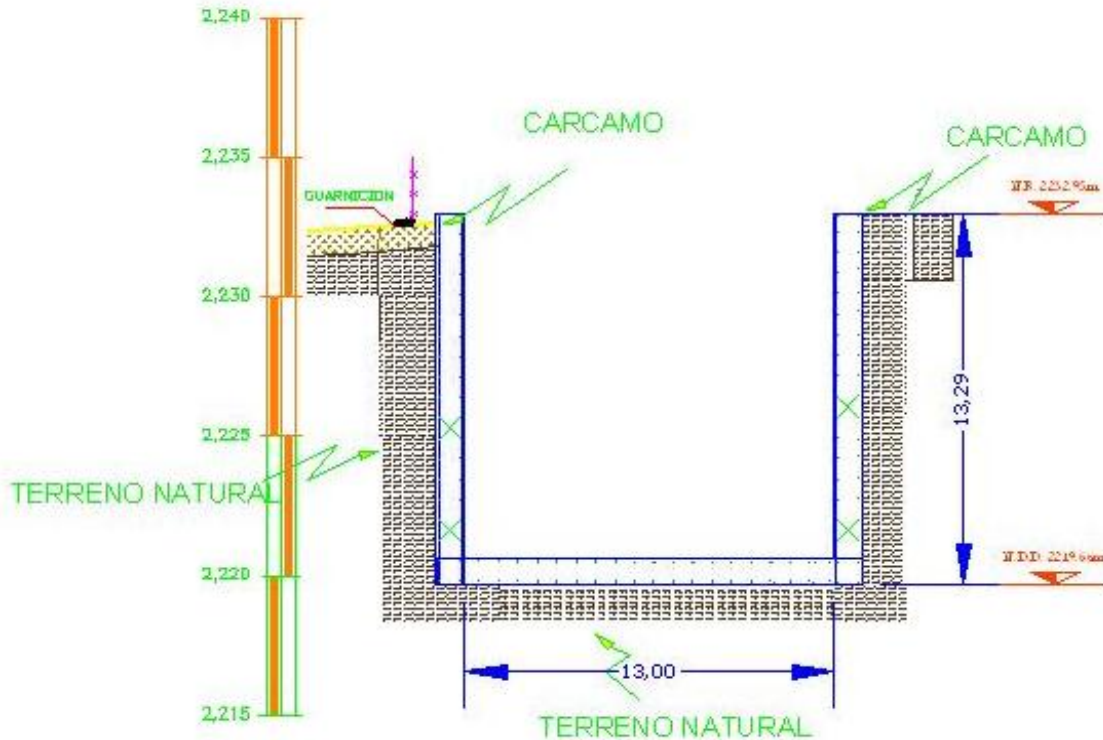 2,240
CARCAMO
CARCAMO
2,235
GUARNICION
2,230
13,29
2,225
TERRENO NATURAL
2,220
13,00
2,215
TERRENO NATURAL